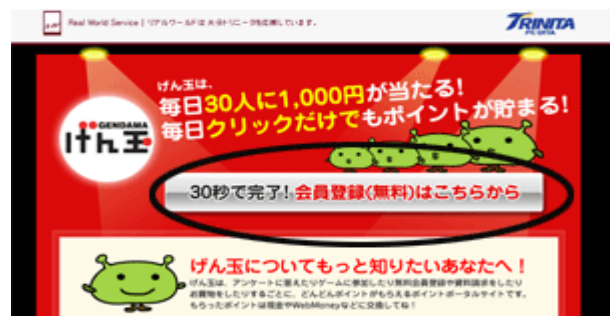 Real World Service | リアルワールドは大分トリニータを応援しています。
TRINITA
FC OITA
げん玉は、
毎日30人に1,000円が当たる!
毎日クリックだけでもポイントが貯まる!
GENDAMA
げん玉
30秒で完了!会員登録(無料)はこちらから
げん玉についてもっと知りたいあなたへ!
げん玉は、アンケートに答えたりゲームに参加したり無料会員登録や資料請求をしたり
お買物をしたりするごとに、どんどんポイントがもらえるポイントポータルサイトです。
もらったポイントは現金やWebMoneyなどに交換してね!